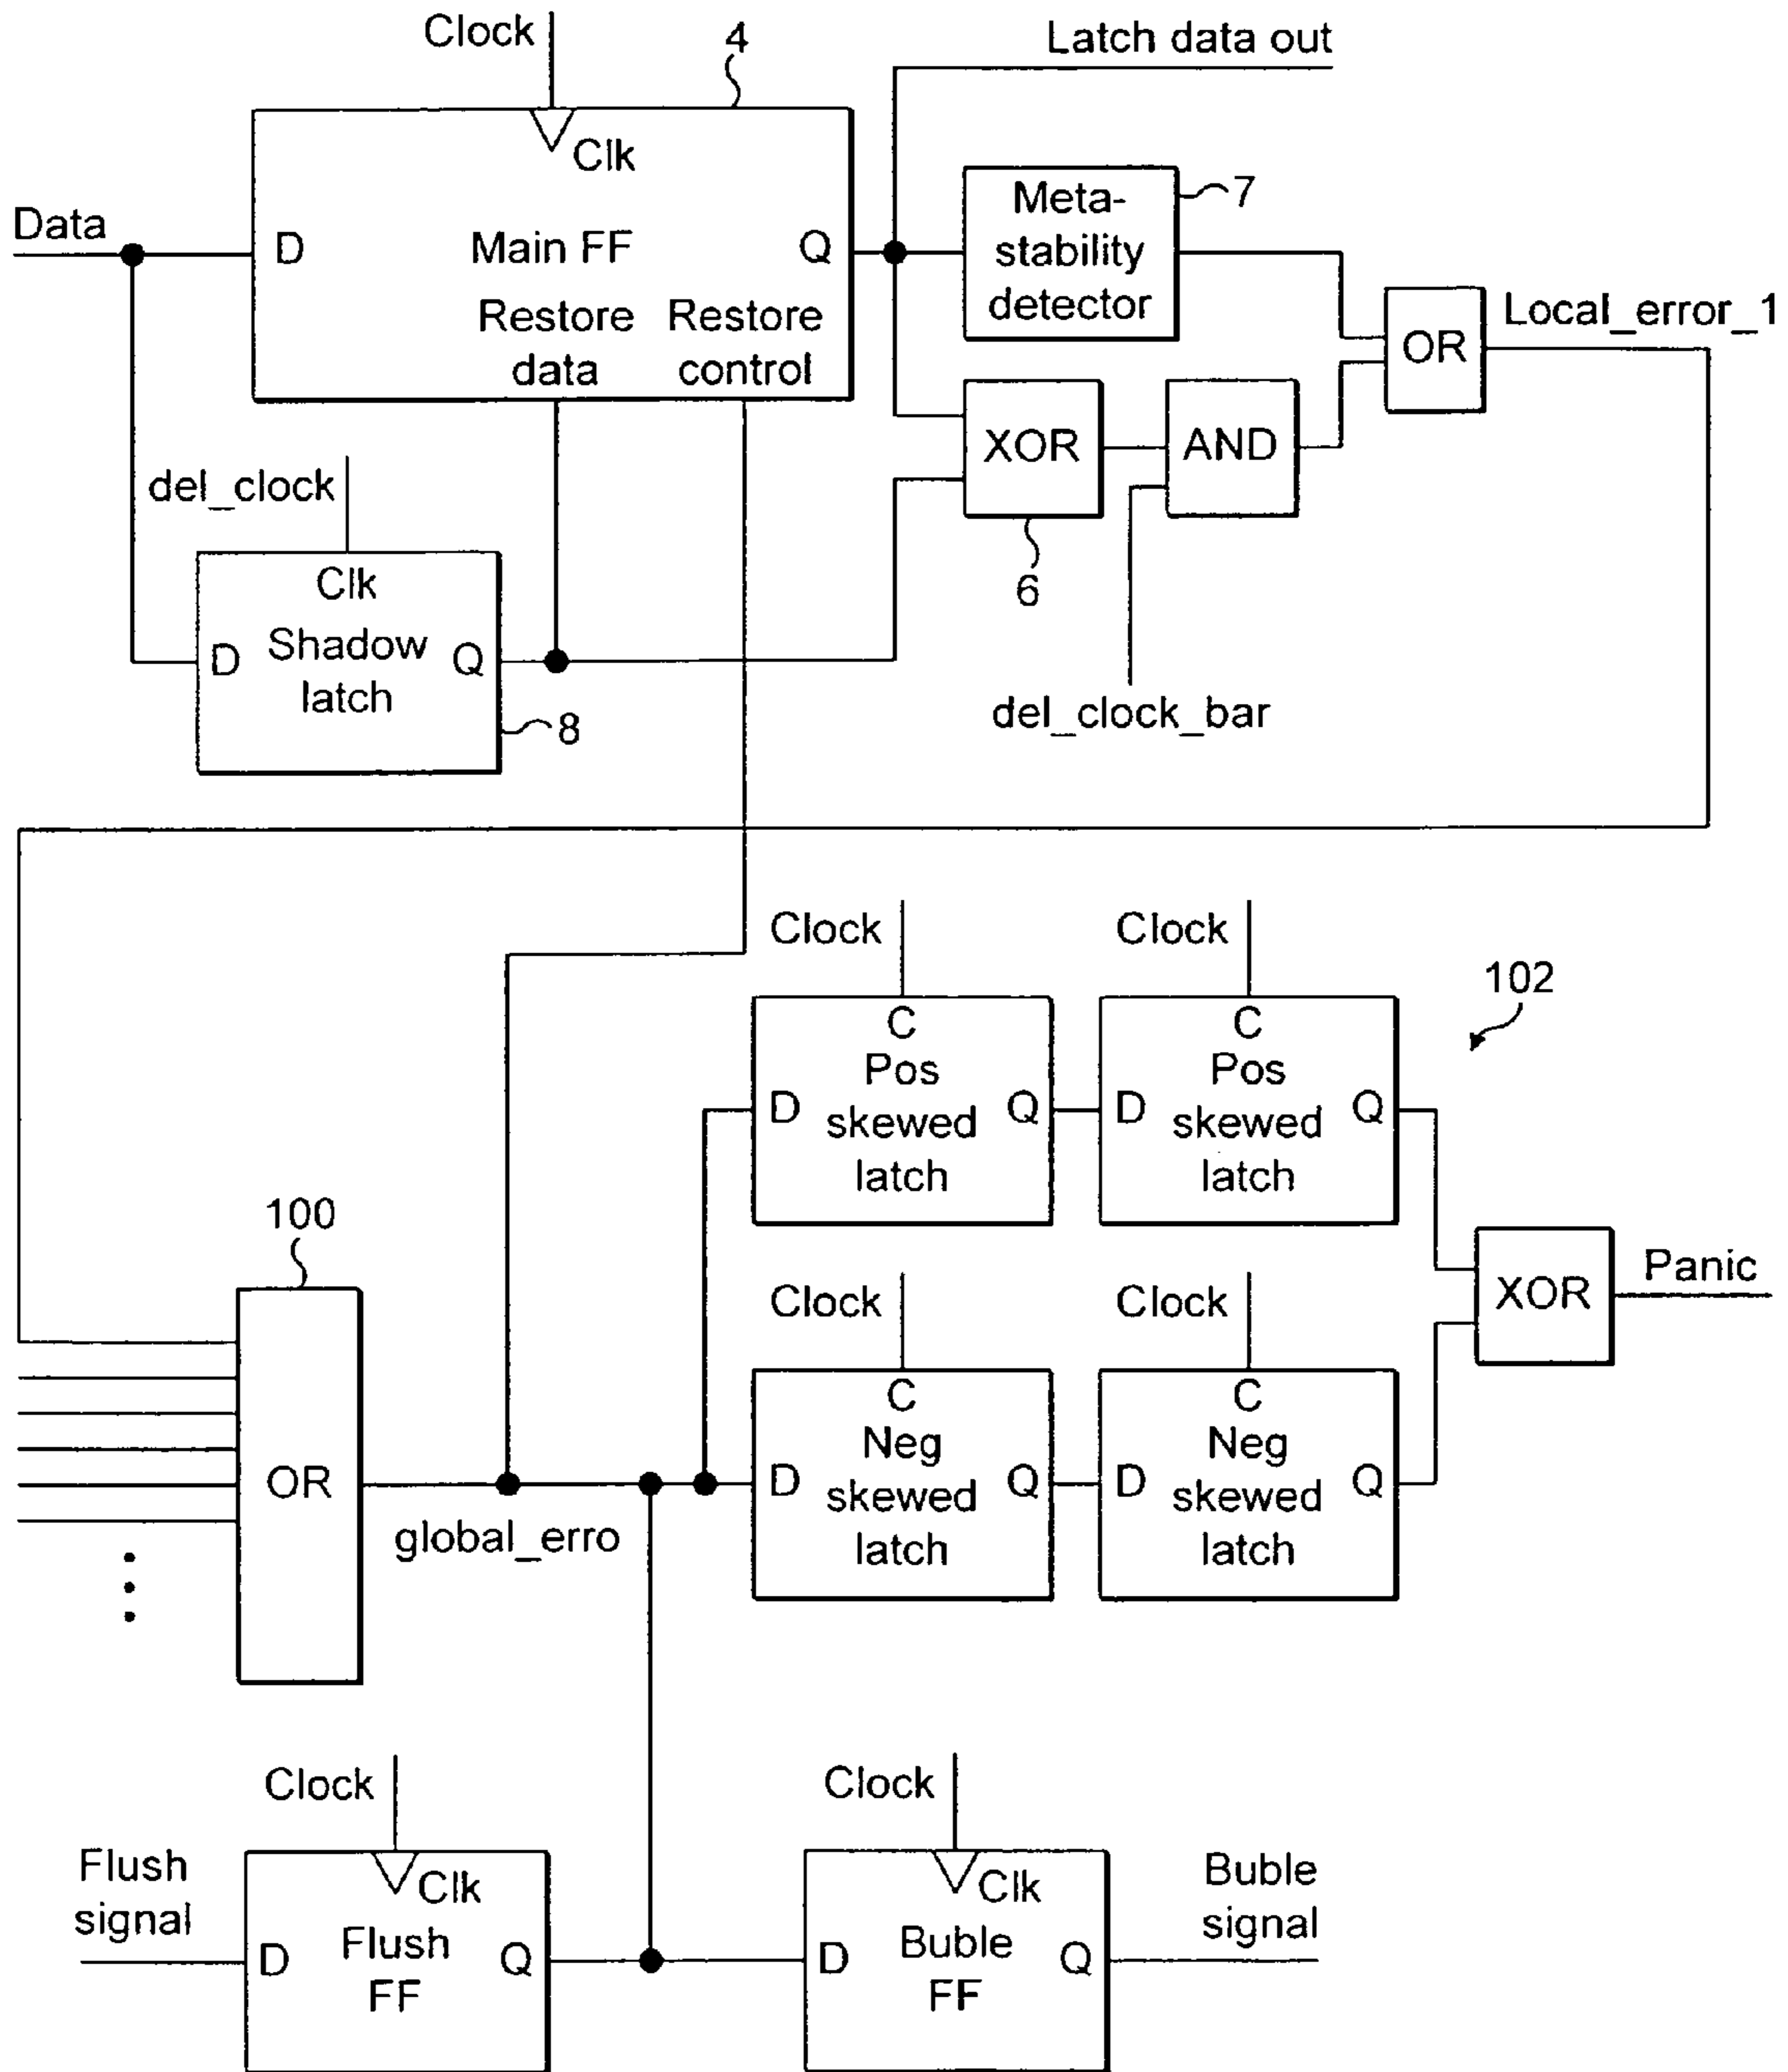 Clock
4
Latch data out
Clk
Data
D
Main FF
Q
Restore
data
Restore
control
Meta-
stability
detector
7
OR
Local_error_1
XOR
6
AND
del_clock
Clk
D
Shadow
latch
Q
8
del_clock_bar
Clock
Clock
102
C
Pos
skewed
latch
D
Q
C
Pos
skewed
latch
D
Q
100
XOR
Panic
Clock
Clock
OR
global_erro
C
Neg
skewed
latch
D
Q
C
Neg
skewed
latch
D
Q
Clock
Clock
Flush
signal
Clk
D
Flush
FF
Q
Clk
D
Buble
FF
Q
Buble
signal